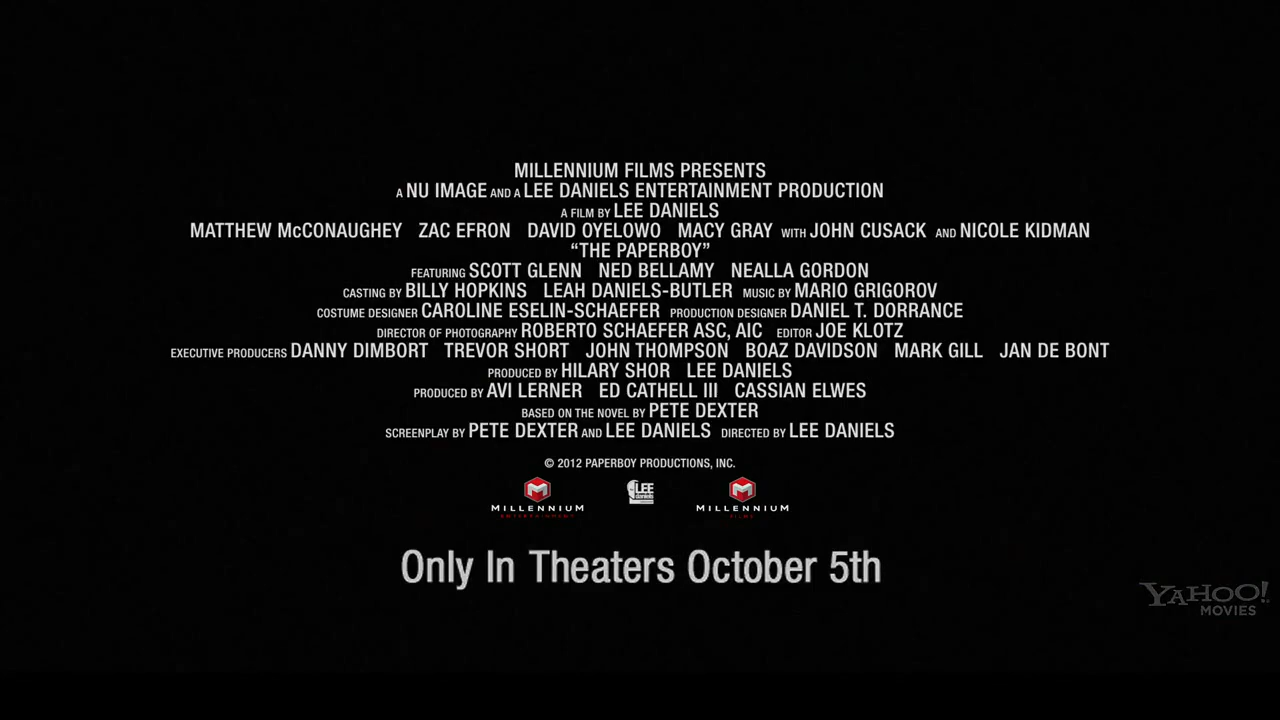 MILLENNIUM FILMS PRESENTS
A NU IMAGE AND A LEE DANIELS ENTERTAINMENT PRODUCTION
A FILM BY LEE DANIELS
MATTHEW McCONAUGHEY ZAC EFRON DAVID OYELOWO MACY GRAY WITH JOHN CUSACK AND NICOLE KIDMAN
“THE PAPERBOY”
FEATURING SCOTT GLENN NED BELLAMY NEALLA GORDON
CASTING BY BILLY HOPKINS LEAH DANIELS-BUTLER MUSIC BY MARIO GRIGOROV
COSTUME DESIGNER CAROLINE ESELIN-SCHAEFER PRODUCTION DESIGNER DANIEL T. DORRANCE
DIRECTOR OF PHOTOGRAPHY ROBERTO SCHAEFER ASC, AIC EDITOR JOE KLOTZ
EXECUTIVE PRODUCERS DANNY DIMBORT TREVOR SHORT JOHN THOMPSON BOAZ DAVIDSON MARK GILL JAN DE BONT
PRODUCED BY HILARY SHOR LEE DANIELS
PRODUCED BY AVI LERNER ED CATHELL III CASSIAN ELWES
BASED ON THE NOVEL BY PETE DEXTER
SCREENPLAY BY PETE DEXTER AND LEE DANIELS DIRECTED BY LEE DANIELS
© 2012 PAPERBOY PRODUCTIONS, INC.
LEE
daniels
MILLENNIUM MILLENNIUM
ENTERTAINMENT FILMS
Only In Theaters October 5th
YAHOO!
MOVIES